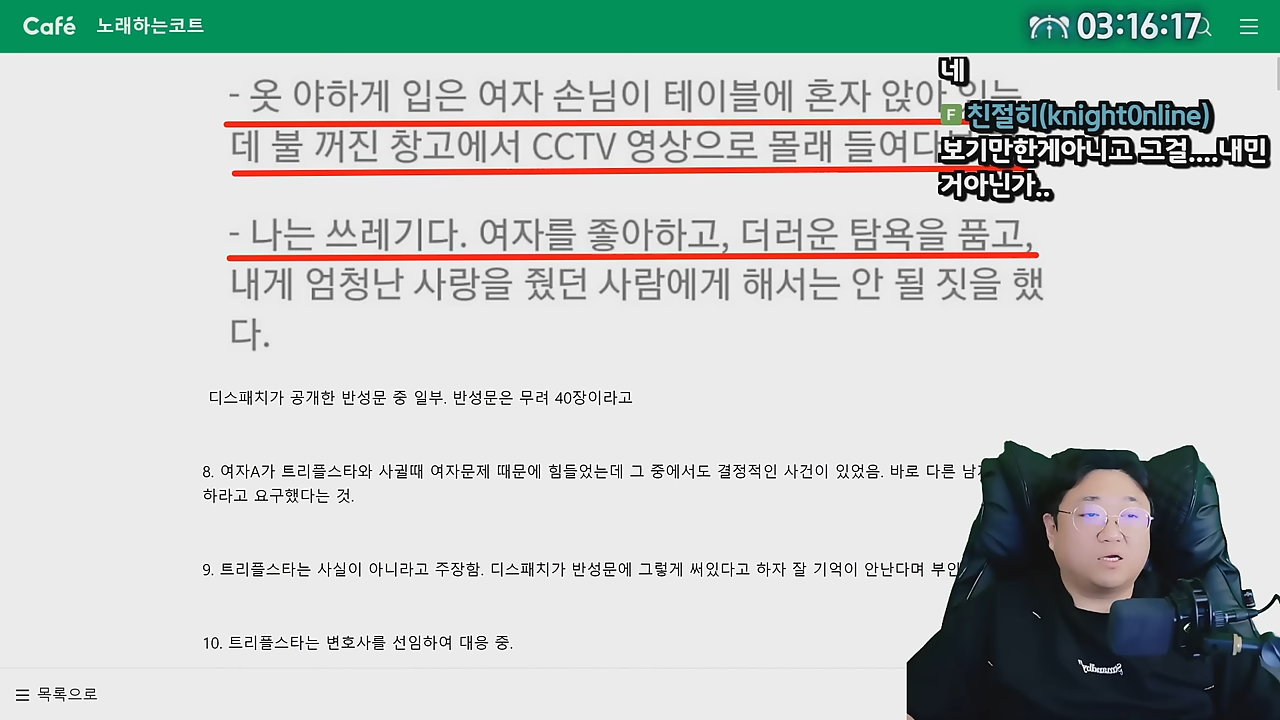 Café 노래하는코트
03:16:17
- 옷 야하게 입은 여자 손님이 테이블에 혼자 앉아 있는
데 불 꺼진 창고에서 CCTV 영상으로 몰래 들여다
네
F 친절히(knight0nline)
보기만한게아니고 그걸....내민
거아닌가..
- 나는 쓰레기다. 여자를 좋아하고, 더러운 탐욕을 품고,
내게 엄청난 사랑을 줬던 사람에게 해서는 안 될 짓을 했
다.
디스패치가 공개한 반성문 중 일부. 반성문은 무려 40장이라고
8. 여자A가 트리플스타와 사귈때 여자문제 때문에 힘들었는데 그 중에서도 결정적인 사건이 있었음. 바로 다른
하라고 요구했다는 것.
9. 트리플스타는 사실이 아니라고 주장함. 디스패치가 반성문에 그렇게 써있다고 하자 잘 기억이 안난다며 부인
10. 트리플스타는 변호사를 선임하여 대응 중.
목록으로